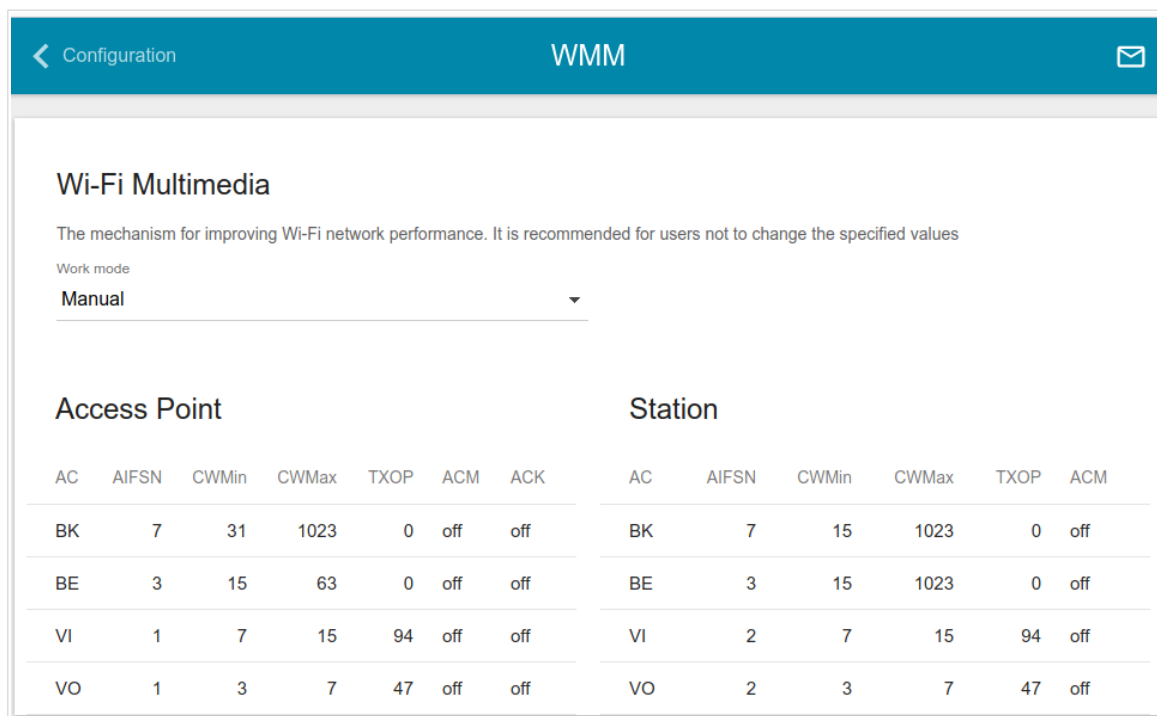 Configuration WMM
Wi-Fi Multimedia
The mechanism for improving Wi-Fi network performance. It is recommended for users not to change the specified values
Work mode
Manual
Access Point
AC AIFSN CWMin CWMax TXOP ACM ACK
BK 7 31 1023 0 off off
BE 3 15 63 0 off off
VI 1 7 15 94 off off
VO 1 3 7 47 off off
Station
AC AIFSN CWMin CWMax TXOP ACM
BK 7 15 1023 0 off
BE 3 15 1023 0 off
VI 2 7 15 94 off
VO 2 3 7 47 off